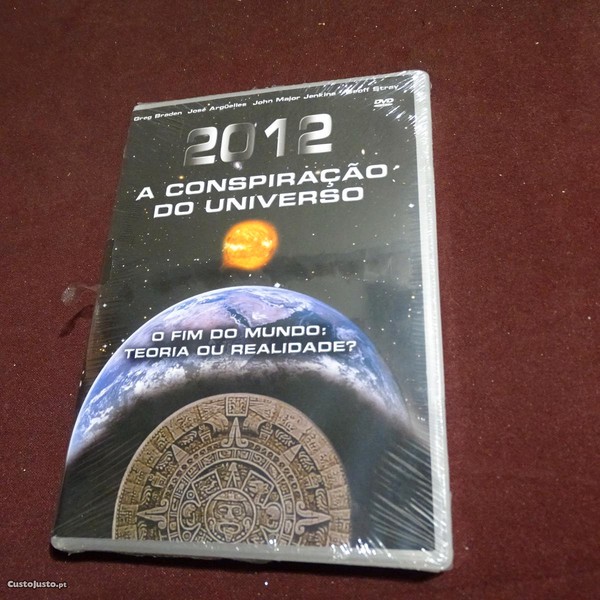 Greg Braden José Argüelles John Major Jenkins Geoff Stray
DVD
2012
A CONSPIRAÇÃO
DO UNIVERSO
O FIM DO MUNDO:
TEORIA OU REALIDADE?
CustoJusto.pt